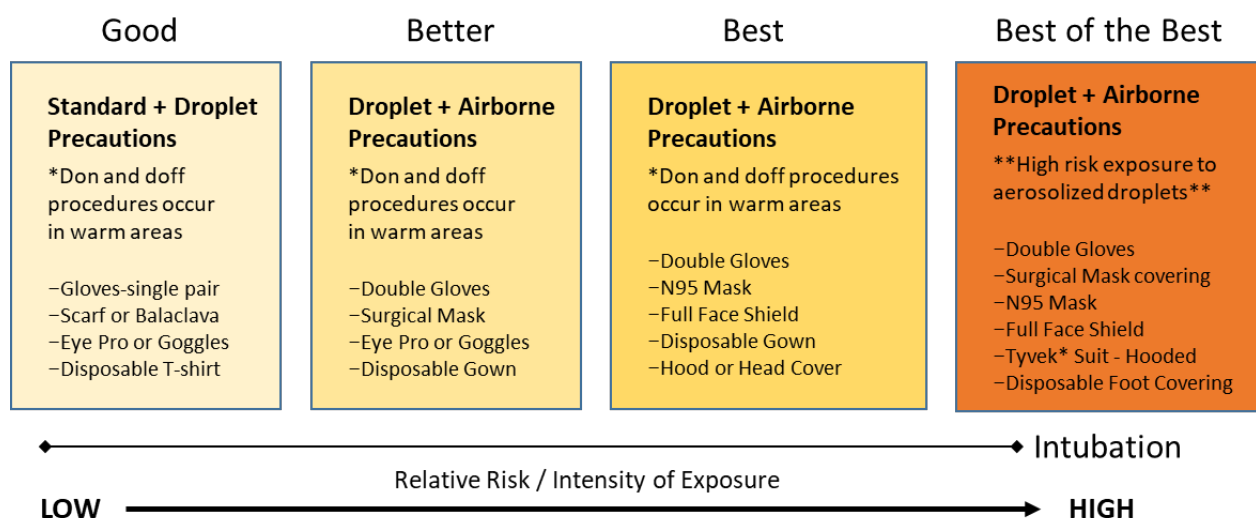 Good
Standard + Droplet
Precautions
*Don and doff
procedures occur
in warm areas
−Gloves-single pair
−Scarf or Balaclava
−Eye Pro or Goggles
−Disposable T-shirt
Better
Droplet + Airborne
Precautions
*Don and doff
procedures occur
in warm areas
−Double Gloves
−Surgical Mask
−Eye Pro or Goggles
−Disposable Gown
Best
Droplet + Airborne
Precautions
*Don and doff procedures
occur in warm areas
−Double Gloves
−N95 Mask
−Full Face Shield
−Disposable Gown
−Hood or Head Cover
Best of the Best
Droplet + Airborne
Precautions
**High risk exposure to
aerosolized droplets**
−Double Gloves
−Surgical Mask covering
−N95 Mask
−Full Face Shield
−Tyvek* Suit - Hooded
−Disposable Foot Covering
Intubation
Relative Risk / Intensity of Exposure
LOW
HIGH